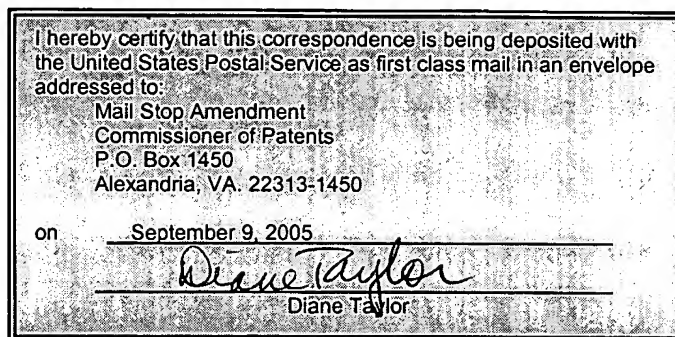 I hereby certify that this correspondence is being deposited with
the United States Postal Service as first class mail in an envelope
addressed to:
Mail Stop Amendment
Commissioner of Patents
P.O. Box 1450
Alexandria, VA. 22313-1450
on September 9, 2005
Diane Taylor
Diane Taylor